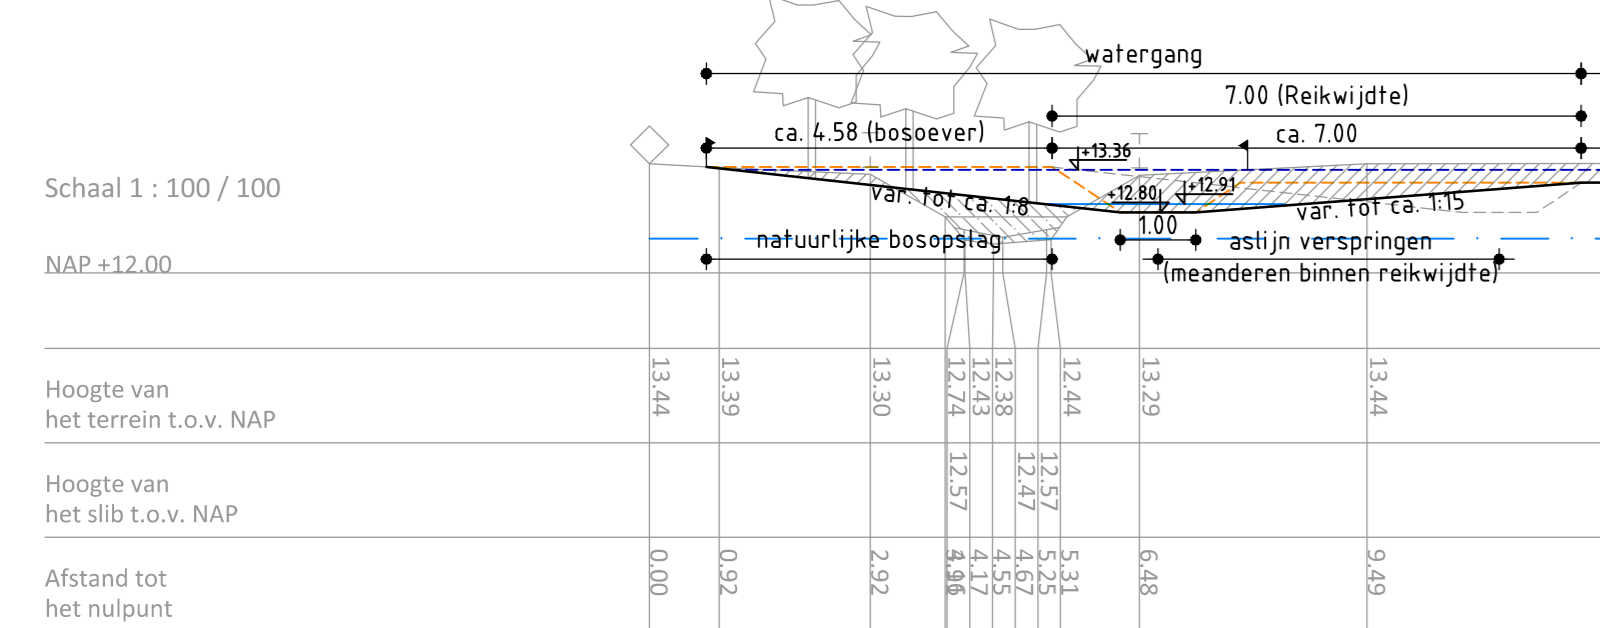 watergang
7.00 (Reikwijdte)
ca. 4.58 (bosoever)
ca. 7.00
+13.36
Schaal 1 : 100 / 100
+12.80
+12.91
var. tot ca. 1:8
var. tot ca. 1:15
1.00
natuurlijke bosopslag
aslijn verspringen
(meanderen binnen reikwijdte)
NAP +12.00
Hoogte van
het terrein t.o.v. NAP
13.44 13.39 13.30 12.74 12.43 12.38 12.44 13.29 13.44
Hoogte van
het slib t.o.v. NAP
12.57 12.47 12.57
Afstand tot
het nulpunt
0.00 0.92 2.92 4.17 4.55 4.67 5.25 5.31 6.48 9.49